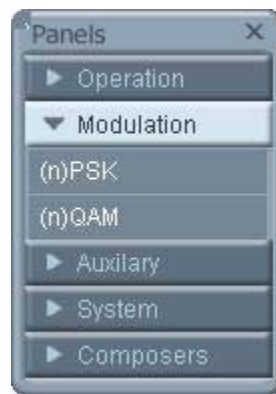 Panels
Operation
Modulation
(n)PSK
(n)QAM
Auxilary
System
Composers